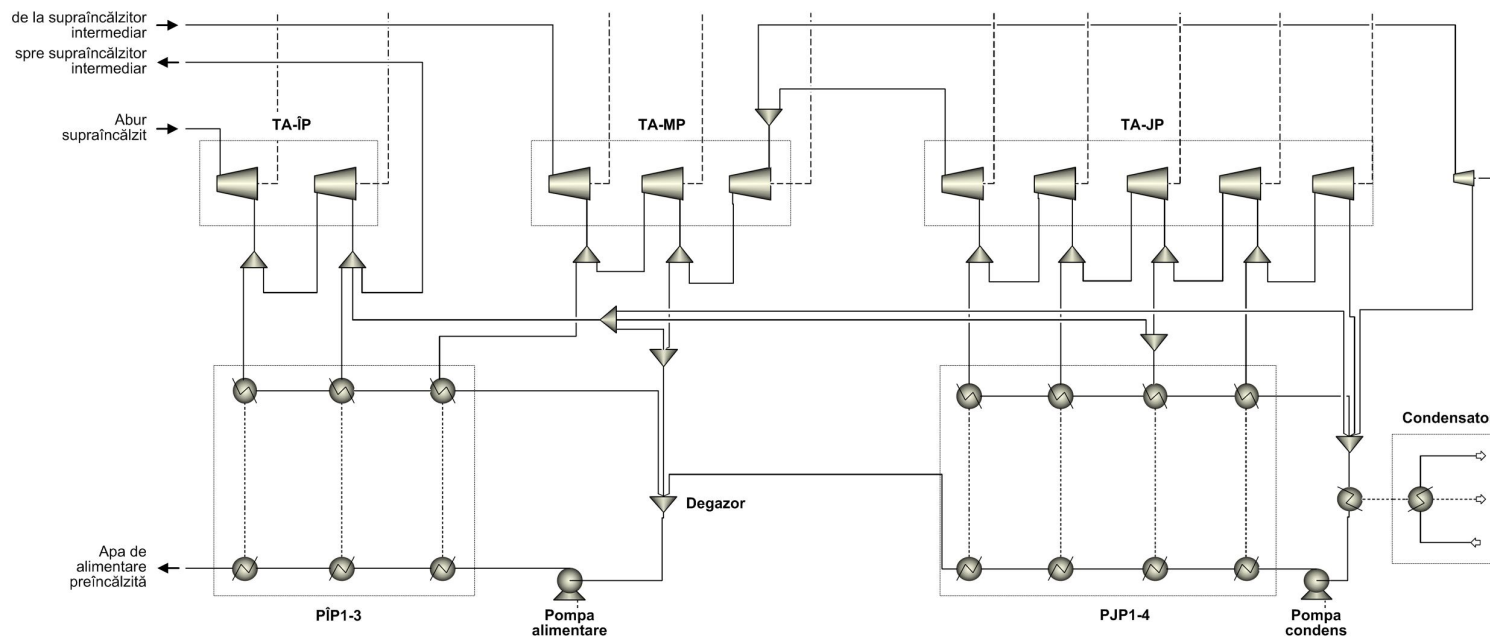 de la supraîncălzitor
intermediar
spre supraîncălzitor
intermediar
Abur
supraîncălzit
TA-ÎP
TA-MP
TA-JP
Condensato
Degazor
Apa de
alimentare
preîncălzită
PÎP1-3
Pompa
alimentare
PJP1-4
Pompa
condens